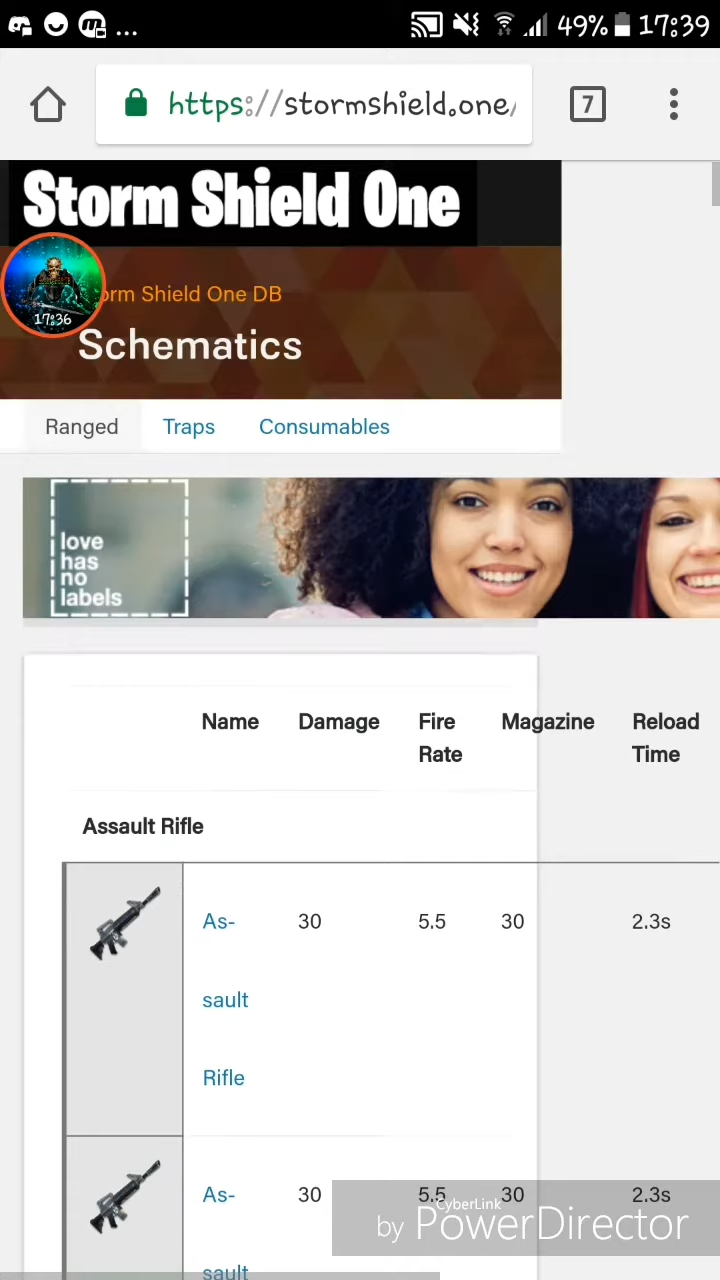 49% 17:39
https://stormshield.one/
7
Storm Shield One
orm Shield One DB
17:36
Schematics
Ranged Traps Consumables
love
has
no
labels
Name Damage Fire Magazine Reload
Rate Time
Assault Rifle
As- 30 5.5 30 2.3s
sault
Rifle
As- 30 5.5 30 2.3s
CyberLink
by PowerDirector
sault